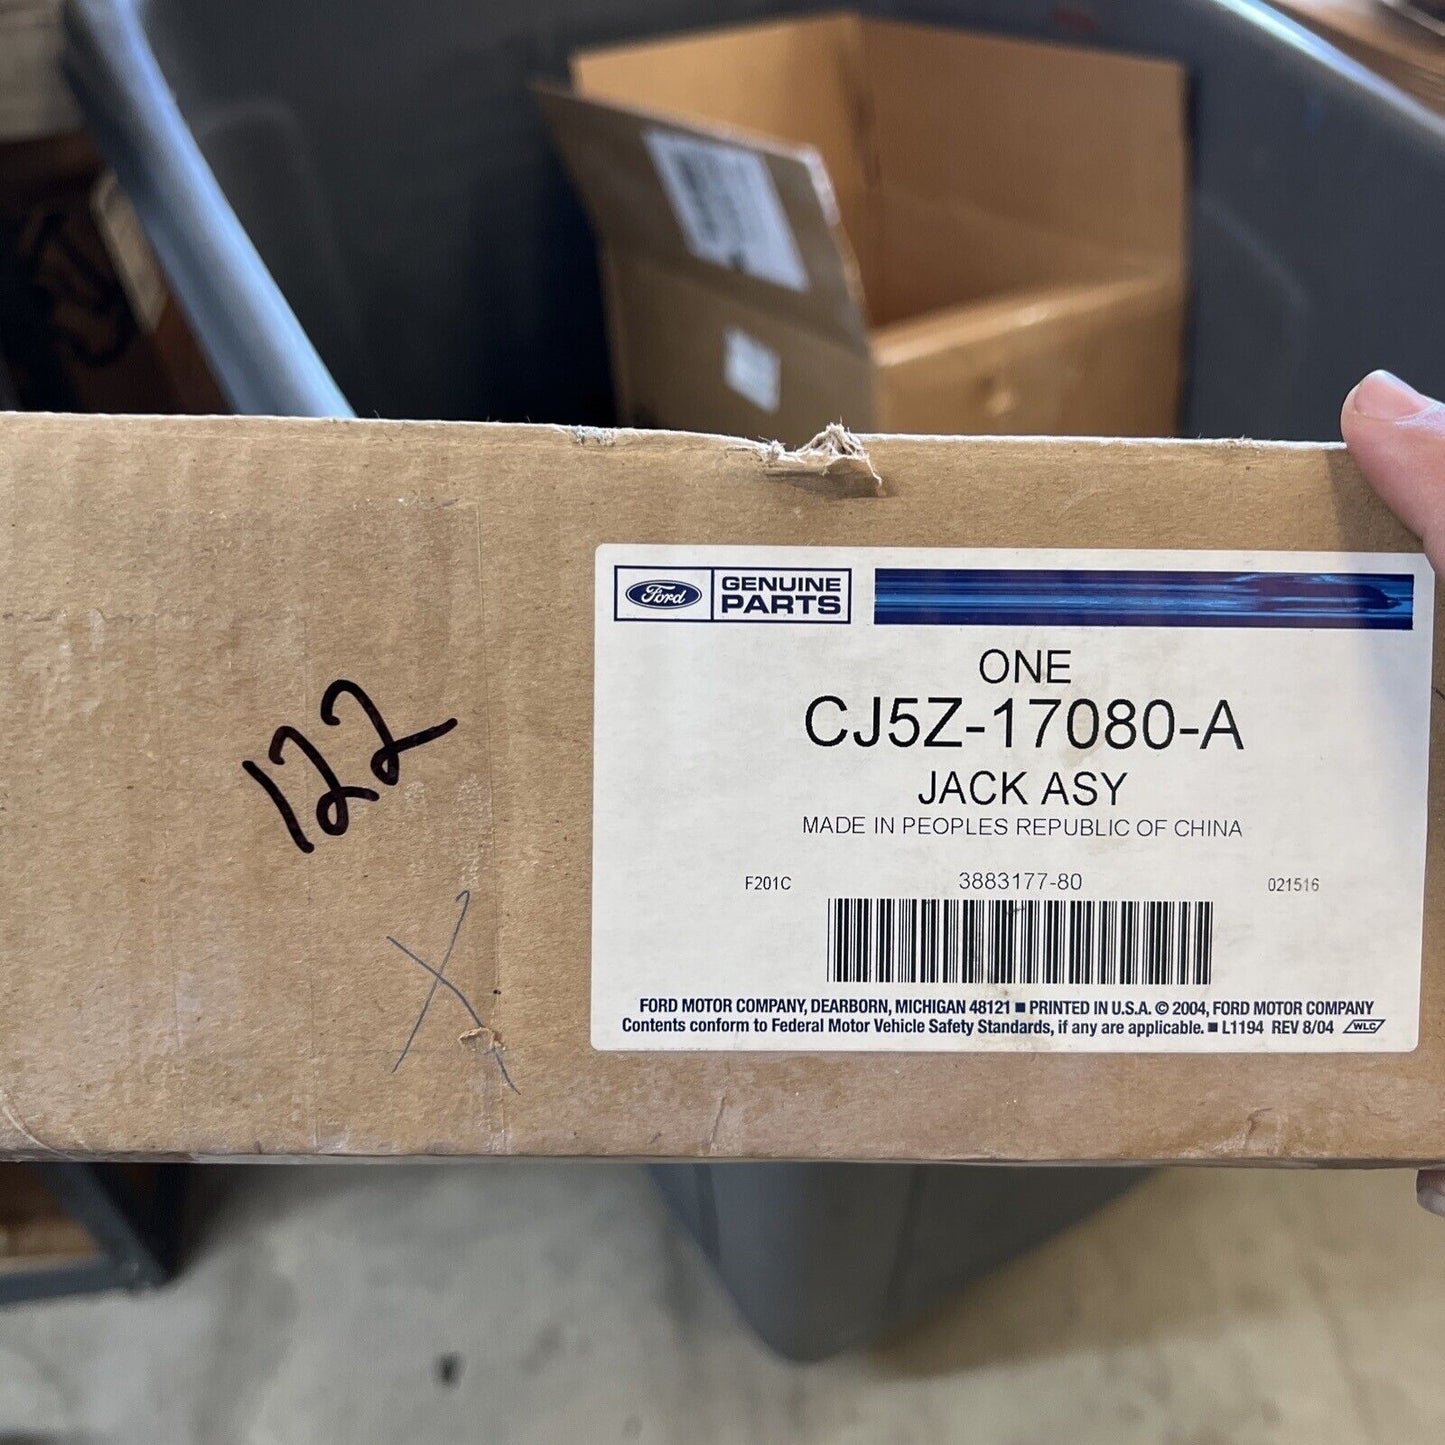 122
X
Ford
GENUINE
PARTS
ONE
CJ5Z-17080-A
JACK ASY
MADE IN PEOPLES REPUBLIC OF CHINA
F201C 3883177-80 021516
FORD MOTOR COMPANY, DEARBORN, MICHIGAN 48121 ■ PRINTED IN U.S.A. © 2004, FORD MOTOR COMPANY
Contents conform to Federal Motor Vehicle Safety Standards, if any are applicable. ■ L1194 REV 8/04 WLC